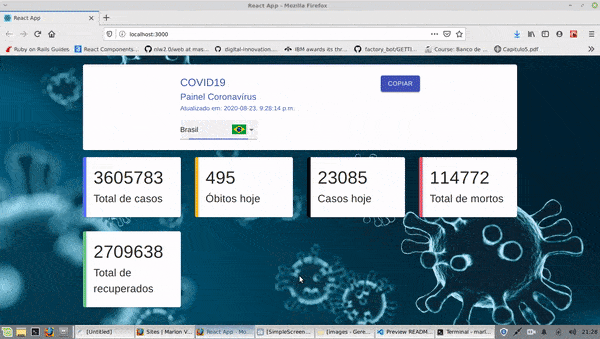 React App - Mozilla Firefox
React App
localhost:3000
Ruby on Rails Guides
React Components...
nlw2.0/web at mas...
digital-innovation...
IBM awards its thr...
factory_bot/GETTI...
Course: Banco de ...
Capitulo5.pdf
COVID19
COPIAR
Painel Coronavírus
Atualizado em: 2020-08-23, 9:28:14 p.m.
Brasil
3605783
Total de casos
495
Óbitos hoje
23085
Casos hoje
114772
Total de mortos
2709638
Total de
recuperados
[Untitled]
Sites | Marlon V...
React App - Mo...
[SimpleScreen...
[Images - Gere...
Preview READM...
Terminal - marl...
21:28